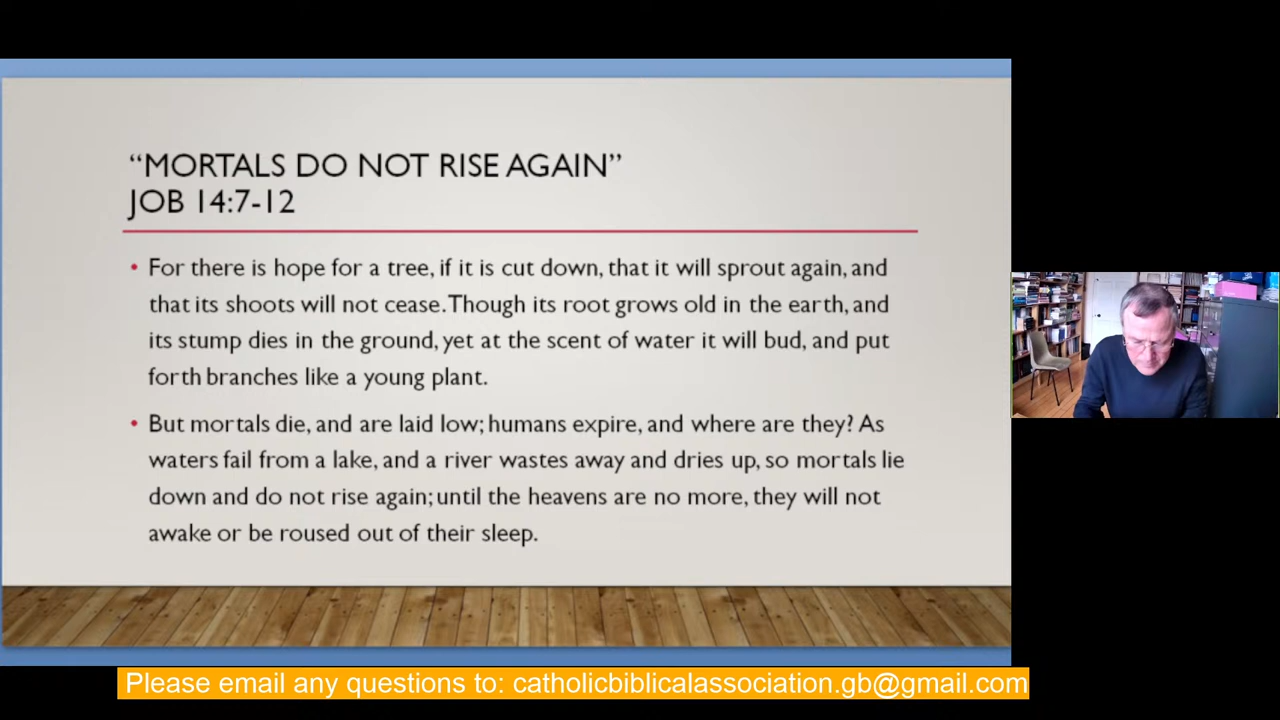 “MORTALS DO NOT RISE AGAIN”
JOB 14:7-12
• For there is hope for a tree, if it is cut down, that it will sprout again, and
that its shoots will not cease. Though its root grows old in the earth, and
its stump dies in the ground, yet at the scent of water it will bud, and put
forth branches like a young plant.
• But mortals die, and are laid low; humans expire, and where are they? As
waters fail from a lake, and a river wastes away and dries up, so mortals lie
down and do not rise again; until the heavens are no more, they will not
awake or be roused out of their sleep.
Please email any questions to: catholicbiblicalassociation.gb@gmail.com